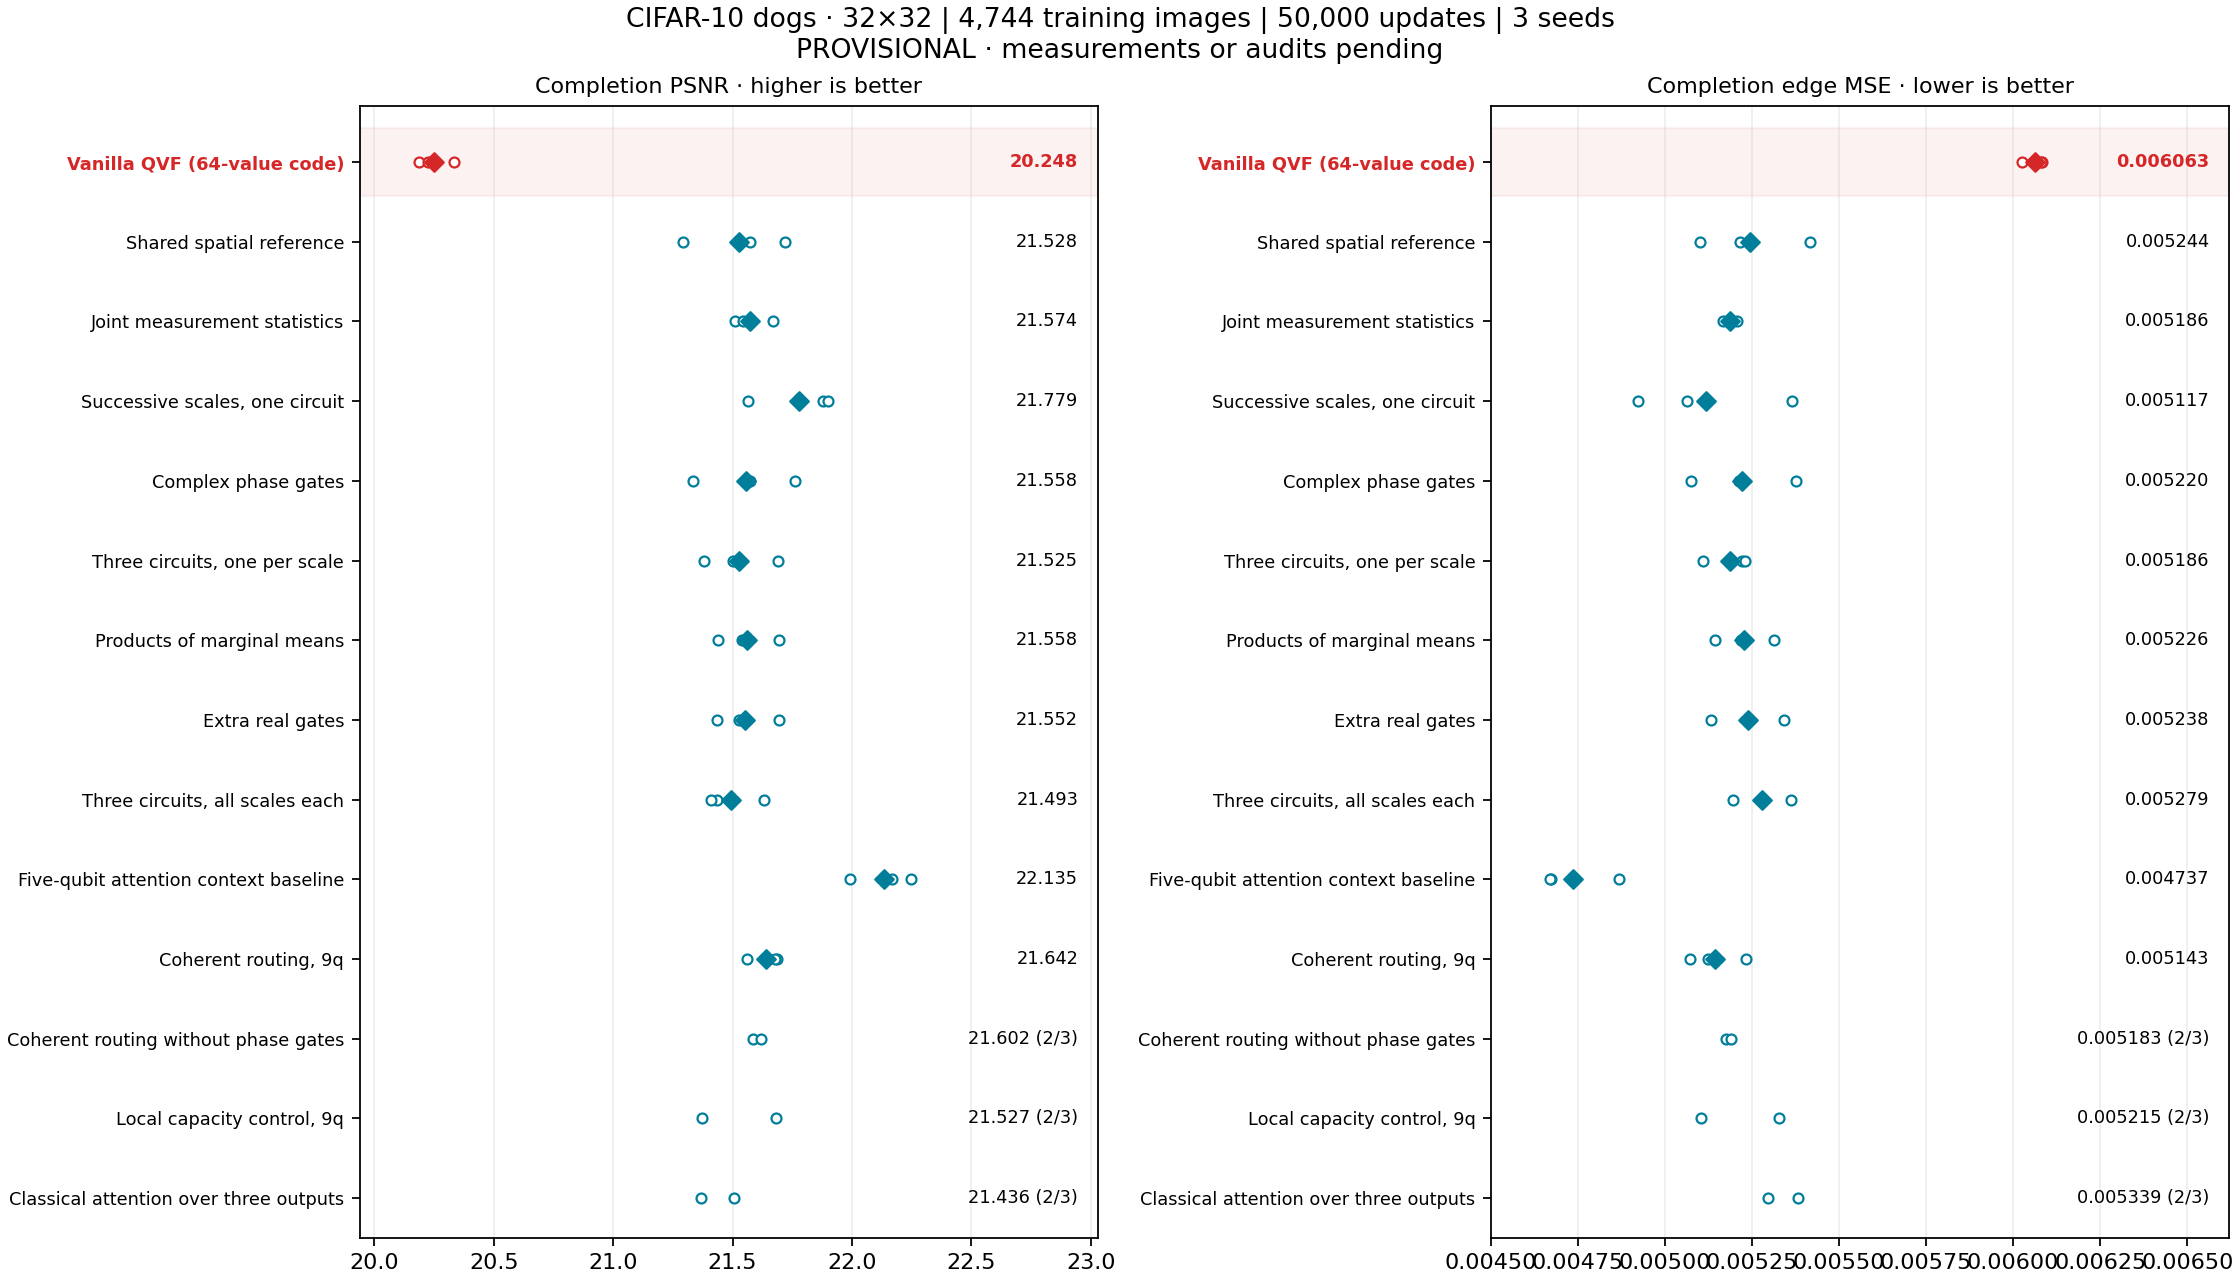 CIFAR-10 dogs · 32×32 | 4,744 training images | 50,000 updates | 3 seeds
PROVISIONAL · measurements or audits pending
Completion PSNR · higher is better
Vanilla QVF (64-value code) 20.248
Shared spatial reference 21.528
Joint measurement statistics 21.574
Successive scales, one circuit 21.779
Complex phase gates 21.558
Three circuits, one per scale 21.525
Products of marginal means 21.558
Extra real gates 21.552
Three circuits, all scales each 21.493
Five-qubit attention context baseline 22.135
Coherent routing, 9q 21.642
Coherent routing without phase gates 21.602 (2/3)
Local capacity control, 9q 21.527 (2/3)
Classical attention over three outputs 21.436 (2/3)
20.0 20.5 21.0 21.5 22.0 22.5 23.0
Completion edge MSE · lower is better
Vanilla QVF (64-value code) 0.006063
Shared spatial reference 0.005244
Joint measurement statistics 0.005186
Successive scales, one circuit 0.005117
Complex phase gates 0.005220
Three circuits, one per scale 0.005186
Products of marginal means 0.005226
Extra real gates 0.005238
Three circuits, all scales each 0.005279
Five-qubit attention context baseline 0.004737
Coherent routing, 9q 0.005143
Coherent routing without phase gates 0.005183 (2/3)
Local capacity control, 9q 0.005215 (2/3)
Classical attention over three outputs 0.005339 (2/3)
0.00450 0.00475 0.00500 0.00525 0.00550 0.00575 0.00600 0.00625 0.00650